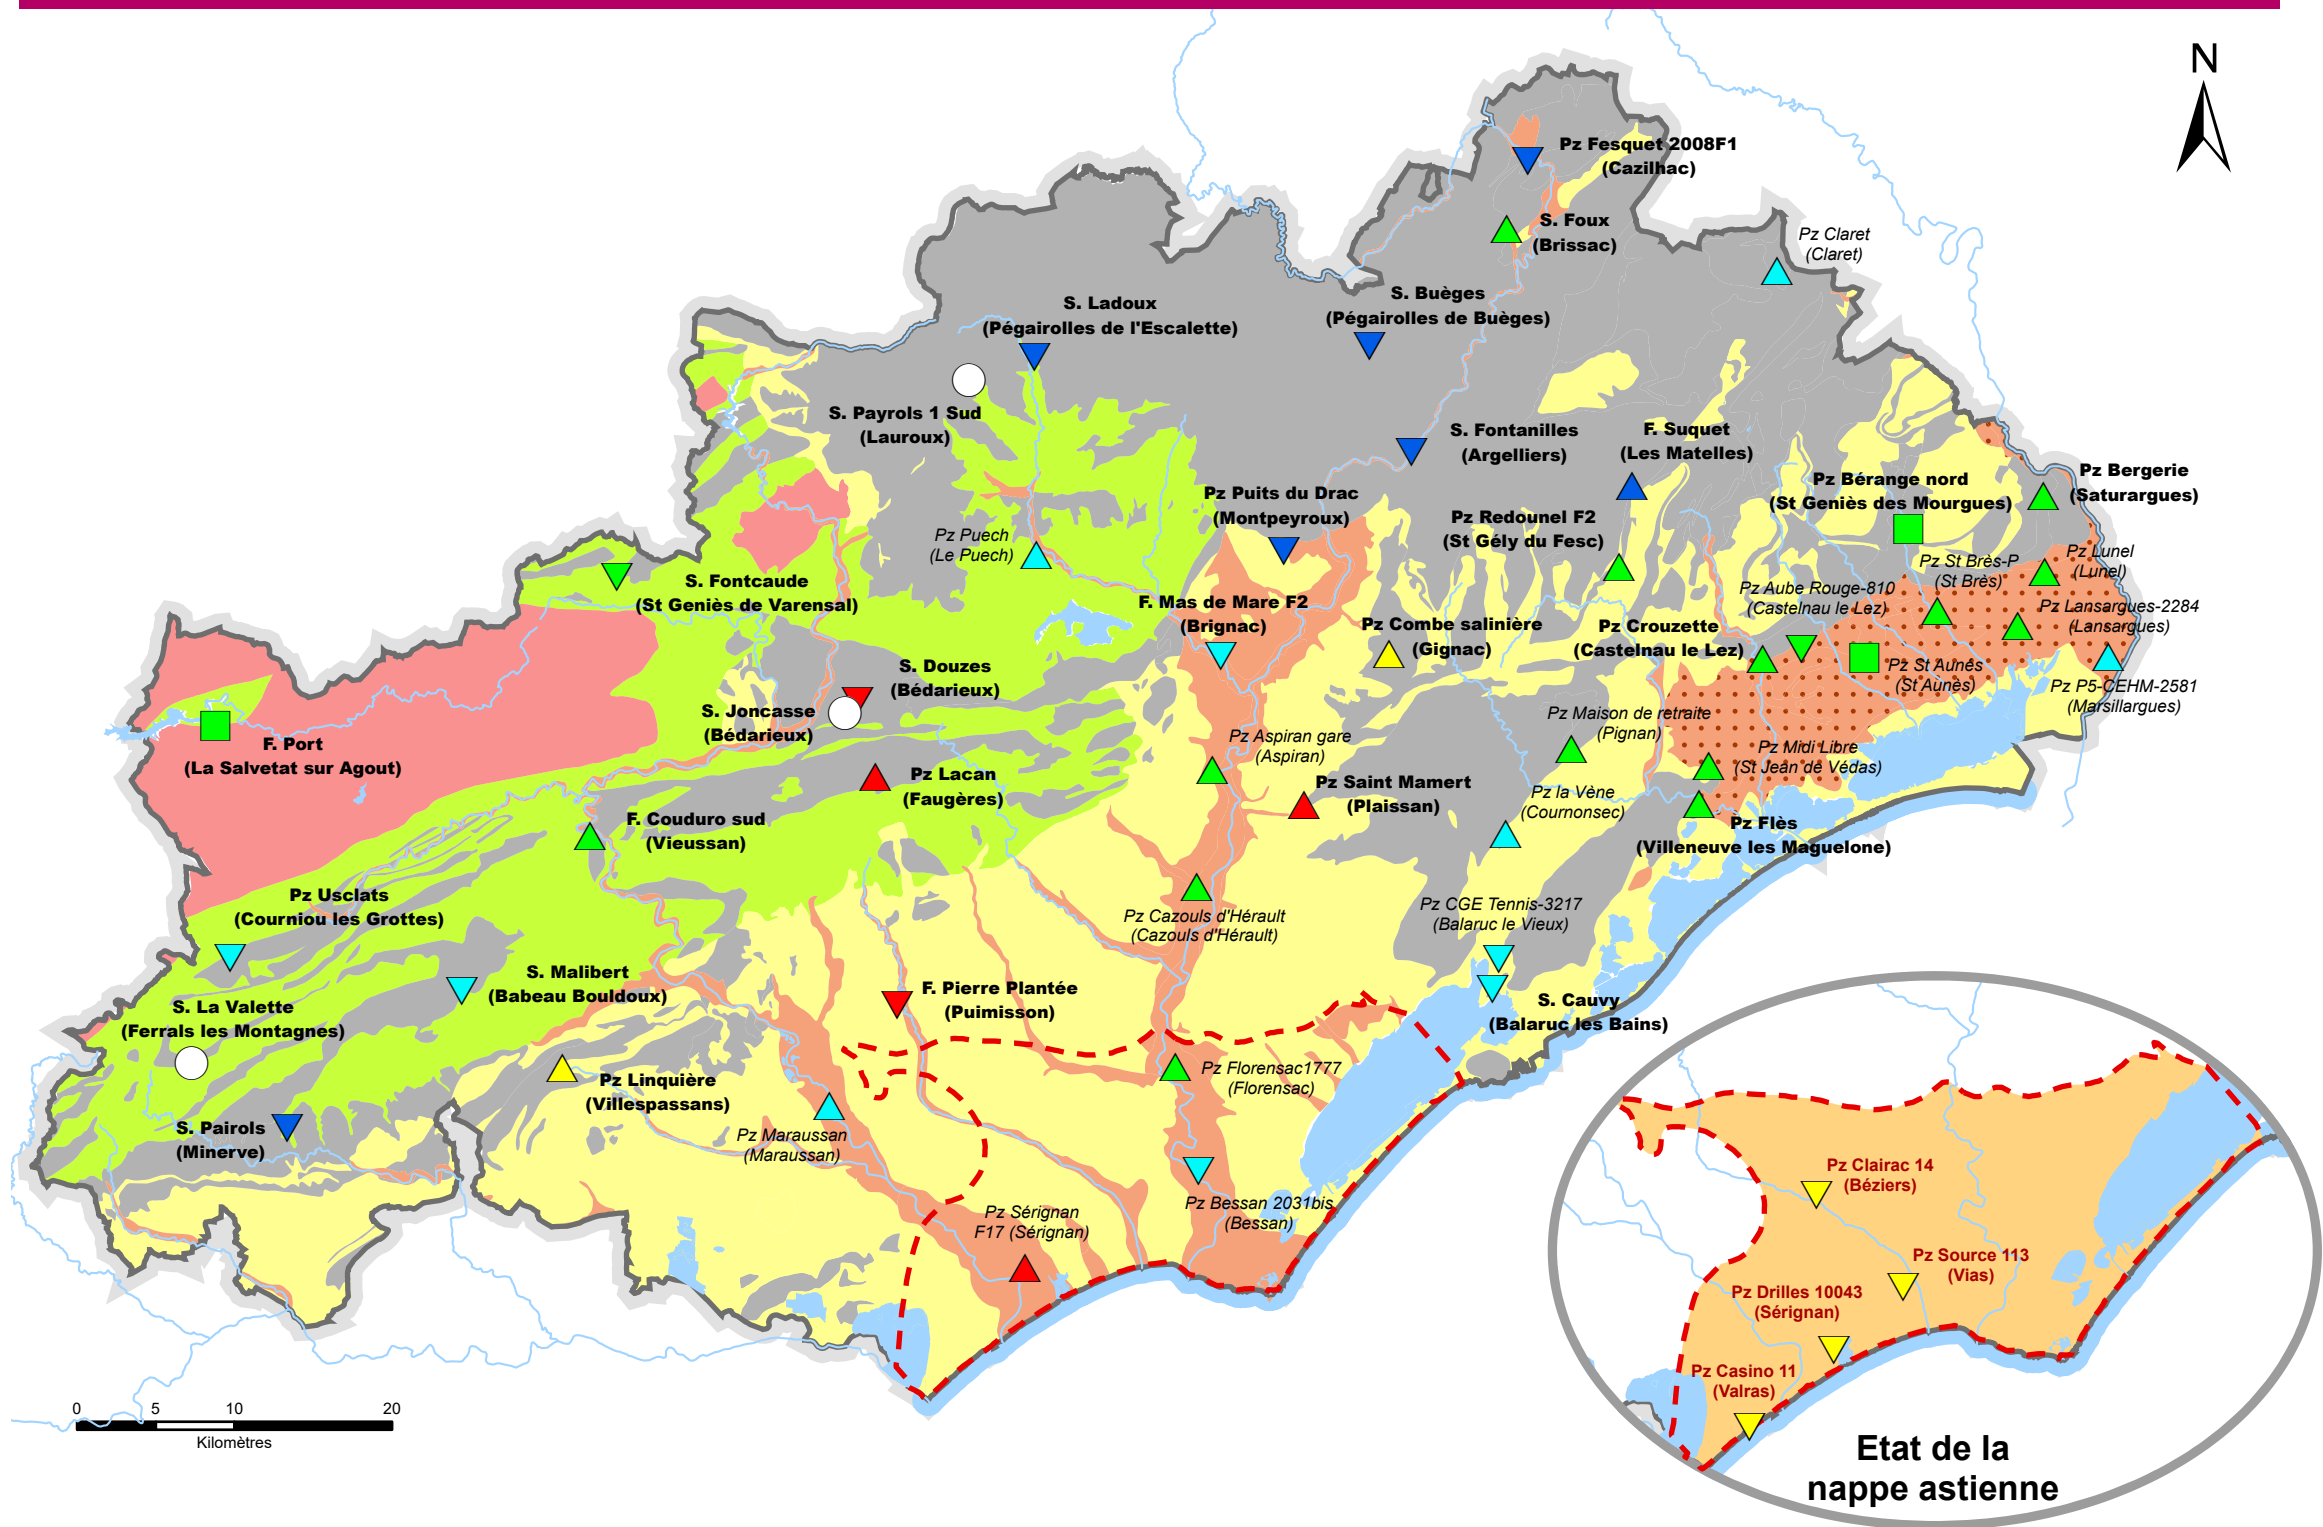 N
Pz Fesquet 2008F1
(Cazilhac)
S. Foux
(Brissac)
Pz Claret
(Claret)
S. Ladoux
(Pégairolles de l'Escalette)
S. Buèges
(Pégairolles de Buèges)
S. Payrols 1 Sud
(Lauroux)
S. Fontanilles
(Argelliers)
F. Suquet
(Les Matelles)
Pz Bérange nord
(St Geniès des Mourgues)
Pz Bergerie
(Saturargues)
Pz Puits du Drac
(Montpeyroux)
Pz Redounel F2
(St Gély du Fesc)
Pz Puech
(Le Puech)
Pz St Brès-P
(St Brès)
Pz Lunel
(Lunel)
S. Fontcaude
(St Geniès de Varensal)
Pz Aube Rouge-810
(Castelnau le Lez)
F. Mas de Mare F2
(Brignac)
Pz Combe salinière
(Gignac)
Pz Crouzette
(Castelnau le Lez)
Pz Lansargues-2284
(Lansargues)
S. Douzes
(Bédarieux)
Pz St Aunès
(St Aunès)
Pz P5-CEHM-2581
(Marsillargues)
S. Joncasse
(Bédarieux)
Pz Maison de retraite
(Pignan)
F. Port
(La Salvetat sur Agout)
Pz Aspiran gare
(Aspiran)
Pz Midi Libre
(St Jean de Védas)
Pz Lacan
(Faugères)
Pz Saint Mamert
(Plaissan)
Pz la Vène
(Cournonsec)
F. Couduro sud
(Vieussan)
Pz Flès
(Villeneuve les Maguelone)
Pz Usclats
(Courniou les Grottes)
Pz Cazouls d'Hérault
(Cazouls d'Hérault)
Pz CGE Tennis-3217
(Balaruc le Vieux)
S. Malibert
(Babeau Bouldoux)
F. Pierre Plantée
(Puimisson)
S. La Valette
(Ferrals les Montagnes)
S. Cauvy
(Balaruc les Bains)
Pz Linquière
(Villespassans)
Pz Florensac1777
(Florensac)
S. Pairols
(Minerve)
Pz Maraussan
(Maraussan)
Pz Sérignan
F17 (Sérignan)
Pz Bessan 2031bis
(Bessan)
Pz Clairac 14
(Béziers)
Pz Source 113
(Vias)
Pz Drilles 10043
(Sérignan)
Pz Casino 11
(Valras)
0 5 10 20
Kilomètres
Etat de la
nappe astienne